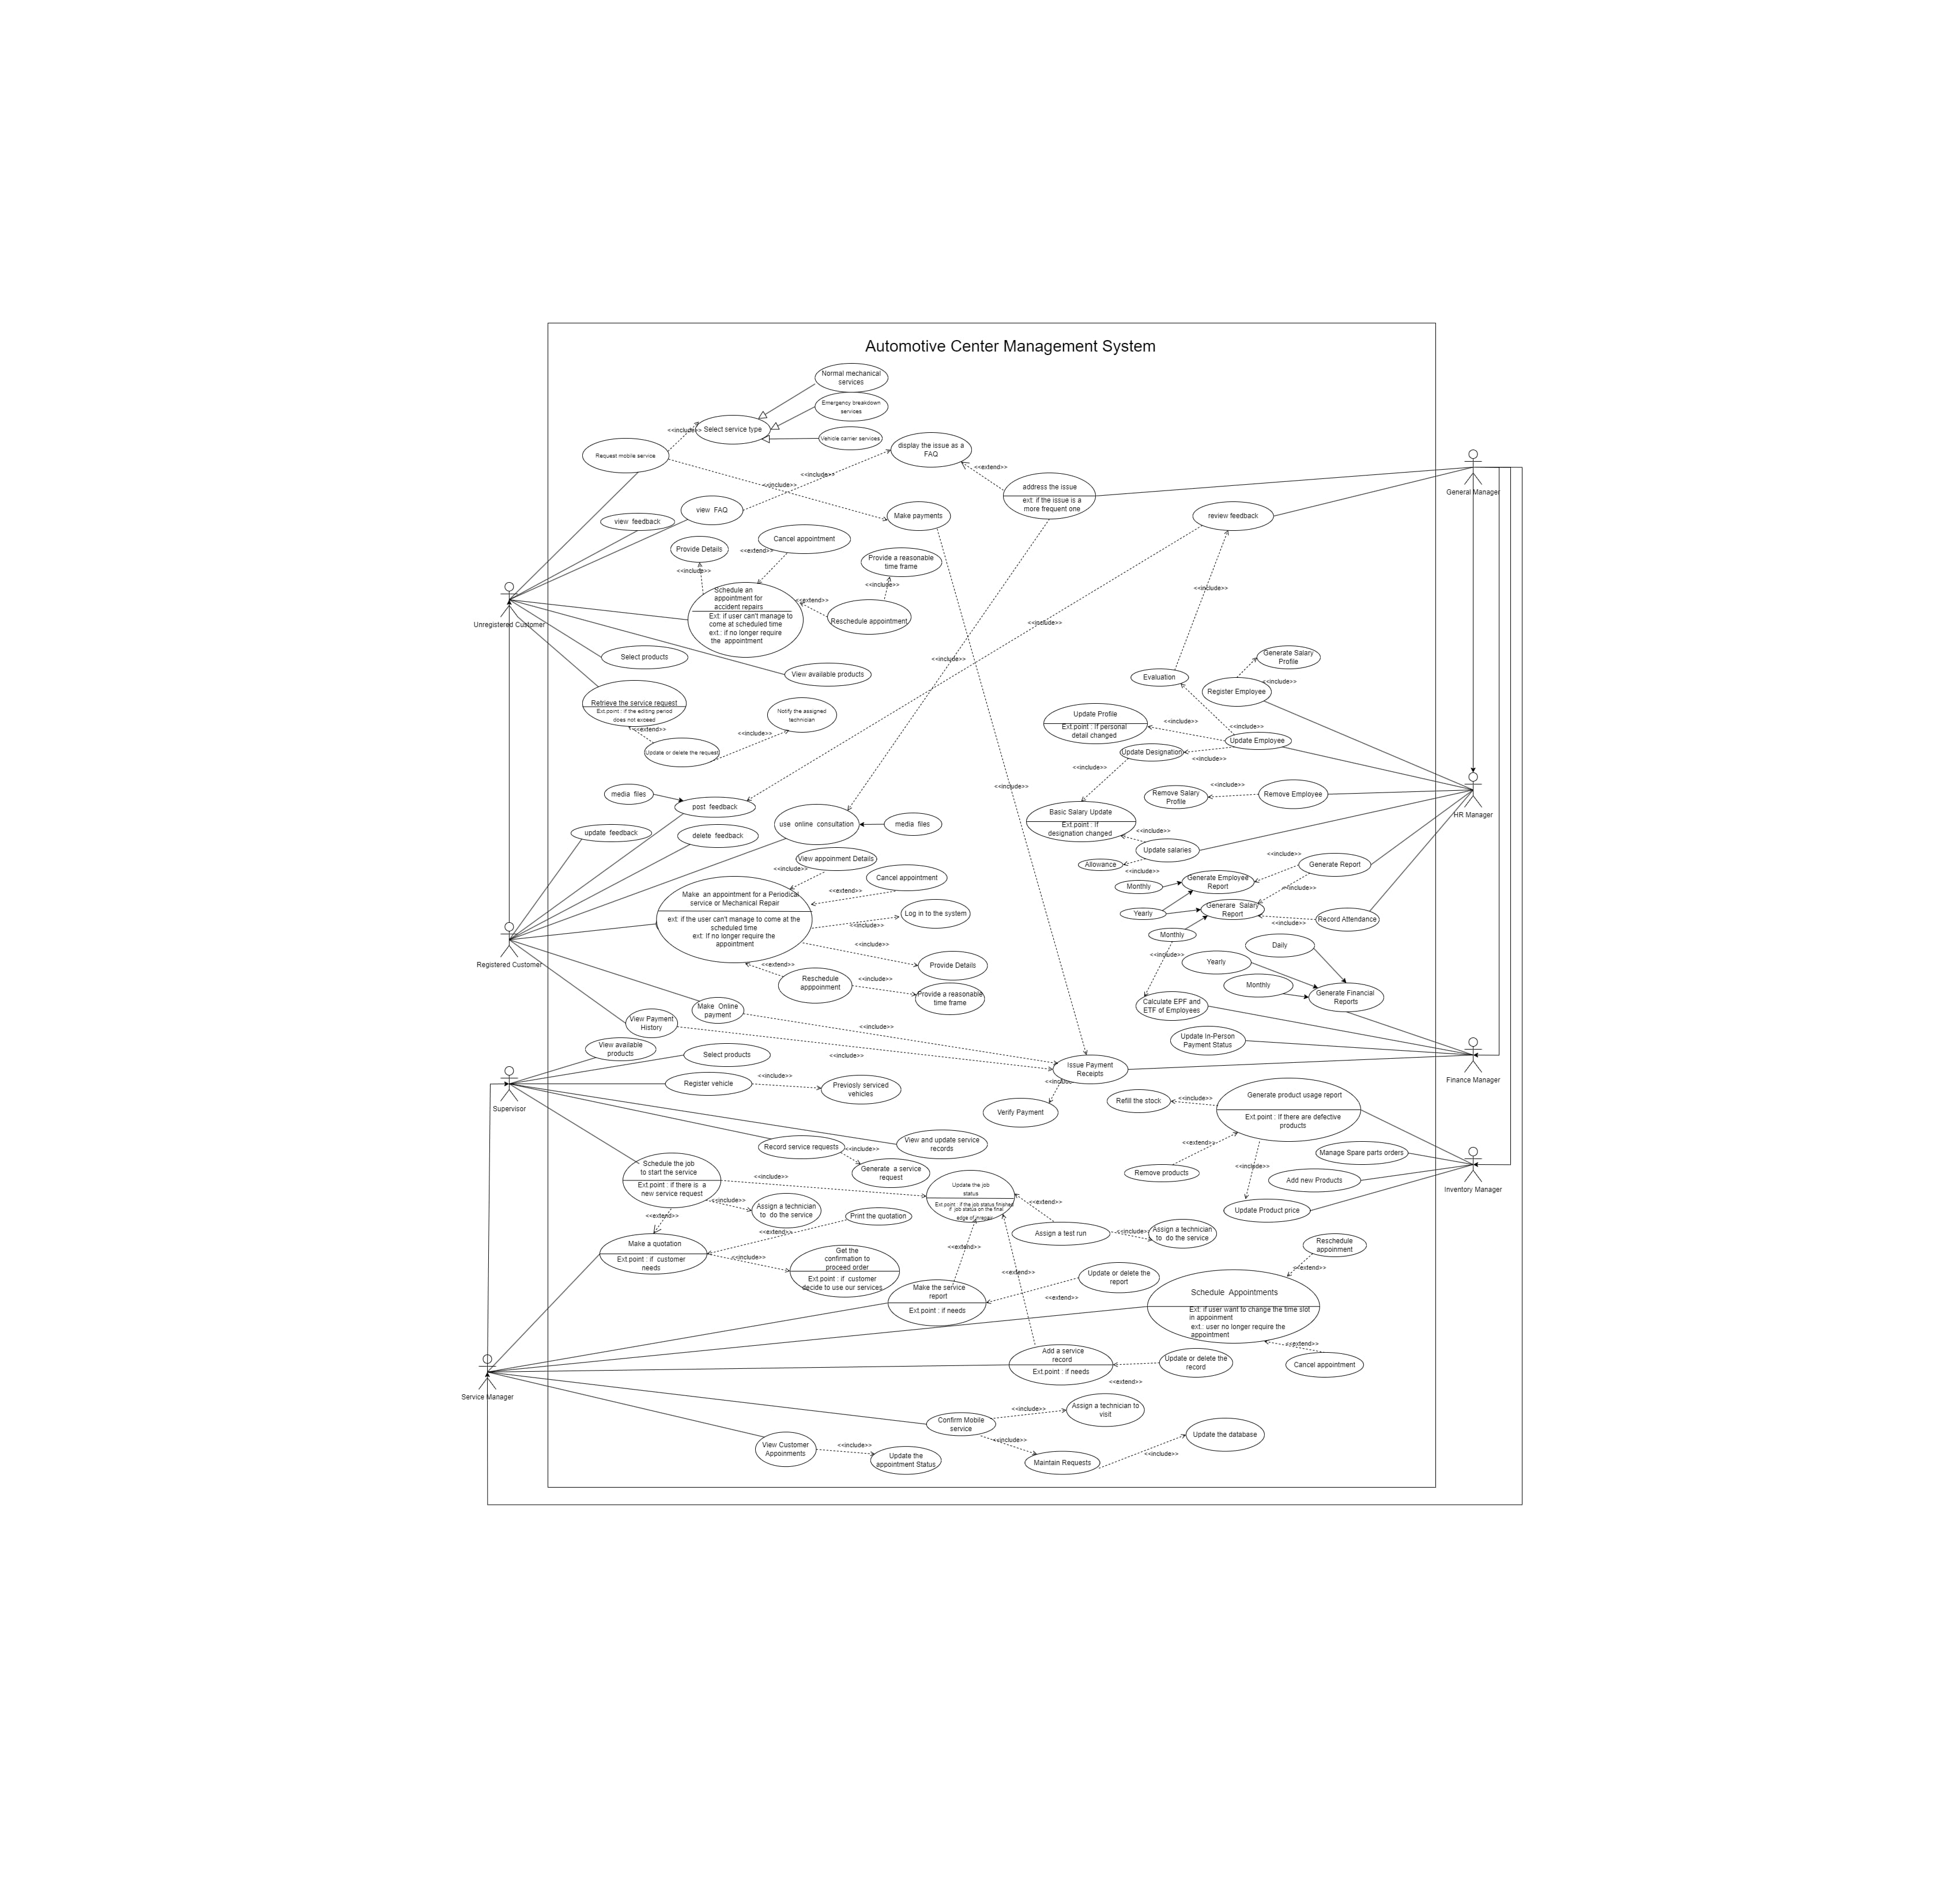 Automotive Center Management System
Normal mechanical
services
Emergency breakdown
services
Vehicle carrier services
Select service type
<<include>>
Request mobile service
<<include>>
<<include>>
display the issue as a
FAQ
<<extend>>
address the issue
ext: if the issue is a
more frequent one
General Manager
view  FAQ
view  feedback
Make payments
review feedback
Provide Details
<<include>>
Cancel appointment
<<extend>>
Provide a reasonable
time frame
<<include>>
Schedule an
appointment for
accident repairs
Ext: if user can't manage to
come at scheduled time
ext.: if no longer require
the  appointment
<<extend>>
Reschedule appointment
<<include>>
<<include>>
Unregistered Customer
Select products
View available products
<<include>>
Generate Salary
Profile
<<include>>
Evaluation
Register Employee
Retrieve the service request
Ext.point : if the editing period
does not exceed
<<extend>>
Update or delete the request
<<include>>
Notify the assigned
technician
Update Profile
Ext.point : If personal
detail changed
<<include>>
<<include>>
Update Employee
Update Designation
<<include>>
<<include>>
<<include>>
Remove Salary
Profile
<<include>>
Remove Employee
HR Manager
media  files
post  feedback
update  feedback
delete  feedback
use  online  consultation
media  files
Basic Salary Update
Ext.point : If
designation changed
<<include>>
Update salaries
Allowance
<<include>>
View appoinment Details
<<include>>
Cancel appointment
<<extend>>
Make  an appointment for a Periodical
service or Mechanical Repair
ext: if the user can't manage to come at the
scheduled time
ext: If no longer require the
appointment
Log in to the system
<<include>>
<<include>>
Provide Details
<<extend>>
Reschedule
apppoinment
<<include>>
Provide a reasonable
time frame
Registered Customer
<<include>>
Generate Report
Generate Employee
Report
Monthly
<<include>>
Yearly
Generare  Salary
Report
<<include>>
Record Attendance
Monthly
<<include>>
Daily
Yearly
Monthly
Generate Financial
Reports
Calculate EPF and
ETF of Employees
Make  Online
payment
View Payment
History
<<include>>
<<include>>
Update In-Person
Payment Status
Issue Payment
Receipts
<<include>>
Verify Payment
Finance Manager
View available
products
Select products
Register vehicle
<<include>>
Previosly serviced
vehicles
Supervisor
Record service requests
<<include>>
View and update service
records
Generate  a service
request
Refill the stock
<<include>>
Generate product usage report
Ext.point : If there are defective
products
<<extend>>
Remove products
<<include>>
Manage Spare parts orders
Add new Products
Update Product price
Inventory Manager
Schedule the job
to start the service
Ext.point : if there is  a
new service request
<<include>>
<<include>>
Assign a technician
to  do the service
<<extend>>
Update the job
status
Ext.point : if the job status finished
if  job status on the final
edge of  repair
<<extend>>
Assign a test run
<<include>>
Assign a technician
to  do the service
Print the quotation
<<extend>>
Make a quotation
Ext.point : if  customer
needs
<<include>>
Get the
confirmation to
proceed order
Ext.point : if  customer
decide to use our services
<<extend>>
<<extend>>
Make the service
report
Ext.point : if needs
Update or delete the
report
<<extend>>
Reschedule
appoinment
<<extend>>
Schedule  Appointments
Ext: if user want to change the time slot
in appoinment
ext.: user no longer require the
appointment
<<extend>>
Cancel appointment
Add a service
record
Ext.point : if needs
Update or delete the
record
<<extend>>
Service Manager
Confirm Mobile
service
<<include>>
Assign a technician to
visit
<<include>>
Maintain Requests
<<include>>
Update the database
View Customer
Appoinments
<<include>>
Update the
appointment Status